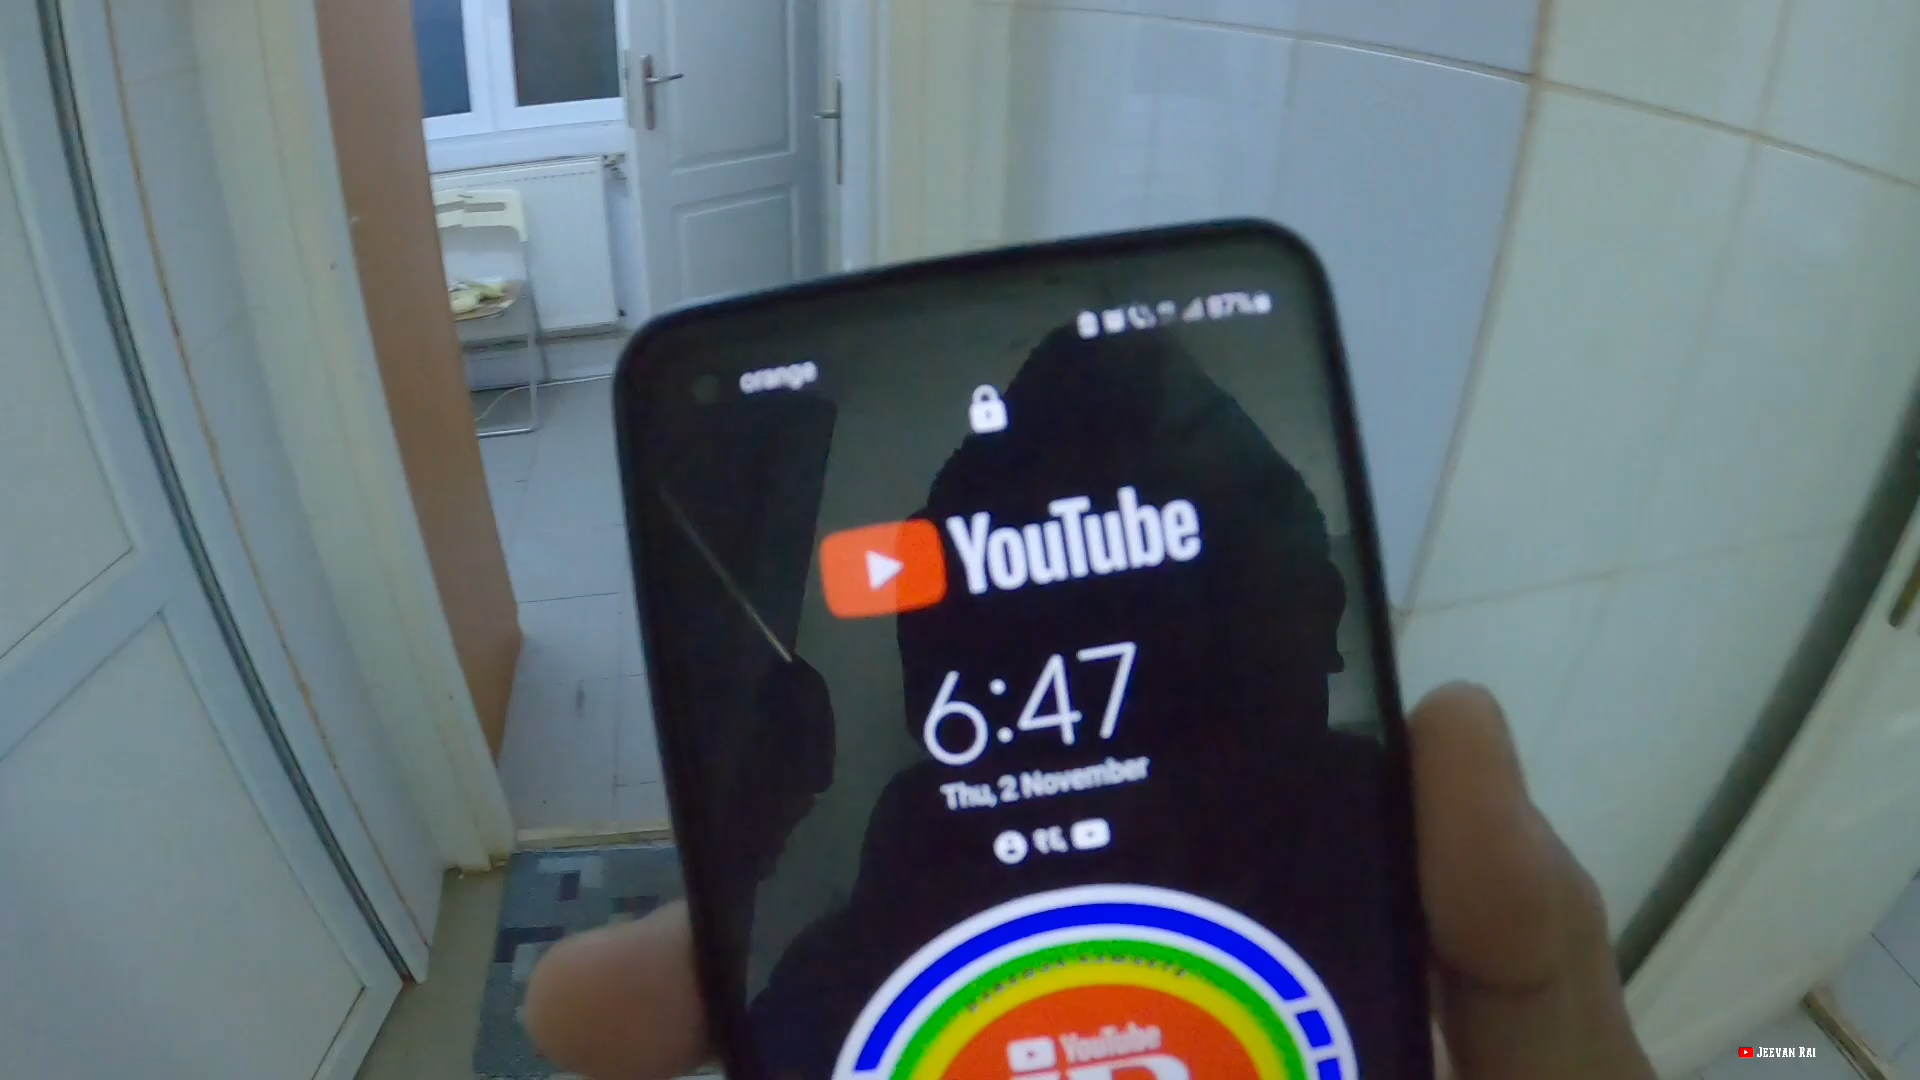 87%
orange
YouTube
6:47
Thu, 2 November
YouTube
JEEVAN RAI